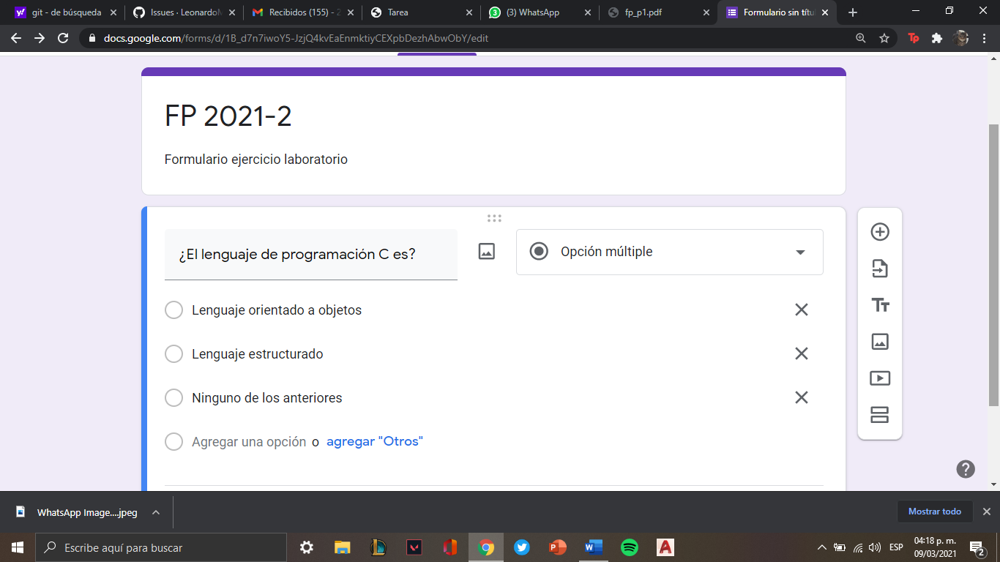 git - de búsqueda
Issues · Leonardo
Recibidos (155) - 2
Tarea
(3) WhatsApp
fp_p1.pdf
Formulario sin títu
docs.google.com/forms/d/1B_d7n7iwoY5-JzjQ4kvEaEnmktiyCEXpbDezhAbwObY/edit
FP 2021-2
Formulario ejercicio laboratorio
¿El lenguaje de programación C es?
Opción múltiple
Lenguaje orientado a objetos
Lenguaje estructurado
Ninguno de los anteriores
Agregar una opción o agregar "Otros"
WhatsApp Image....jpeg
Mostrar todo
Escribe aquí para buscar
ESP
04:18 p. m.
09/03/2021
2